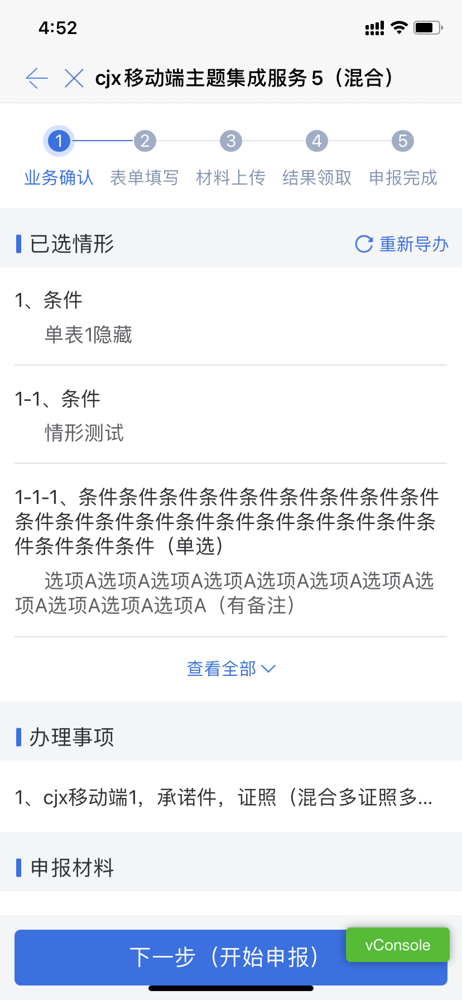 4:52
cjx移动端主题集成服务5（混合）
1 2 3 4 5
业务确认 表单填写 材料上传 结果领取 申报完成
已选情形 重新导办
1、条件
单表1隐藏
1-1、条件
情形测试
1-1-1、条件条件条件条件条件条件条件条件条件
条件条件条件条件条件条件条件条件条件条件条
件条件条件条件（单选）
选项A选项A选项A选项A选项A选项A选项A选
项A选项A选项A选项A（有备注）
查看全部
办理事项
1、cjx移动端1，承诺件，证照（混合多证照多...
申报材料
下一步（开始申报）
vConsole